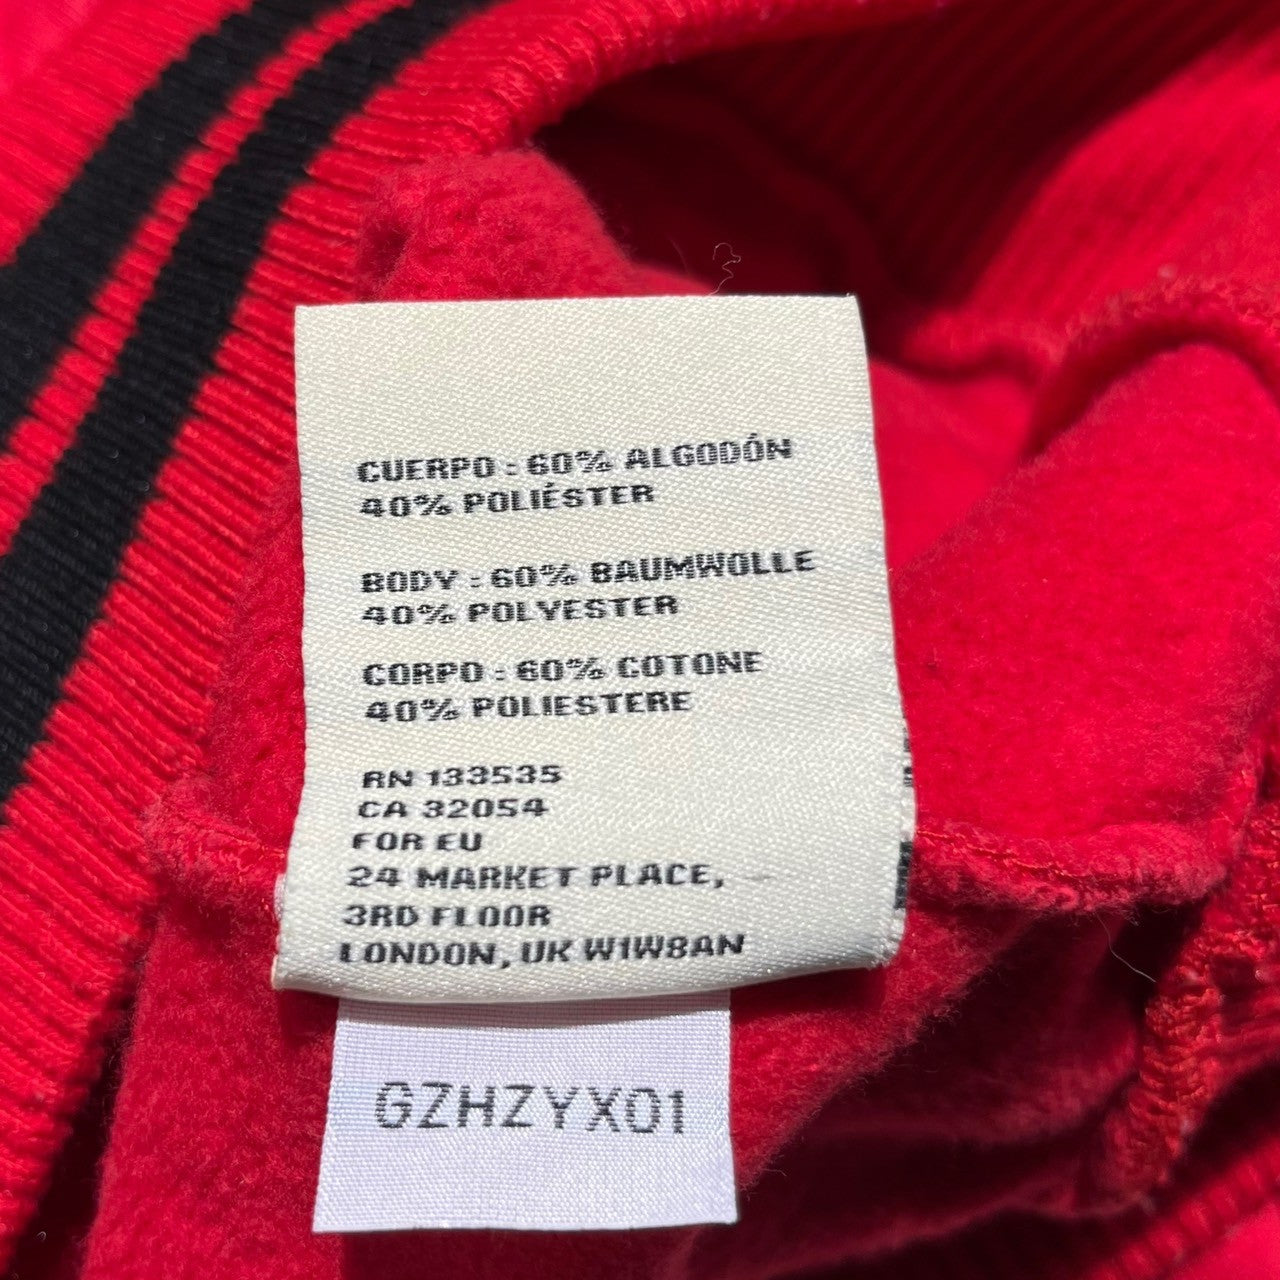 CUERPO : 60% ALGODÓN
40% POLIÉSTER
BODY : 60% BAUMWOLLE
40% POLYESTER
CORPO : 60% COTONE
40% POLIESTERE
RN 133535
CA 32054
FOR EU
24 MARKET PLACE,
3RD FLOOR
LONDON, UK W1W8AN
GZHZYX01